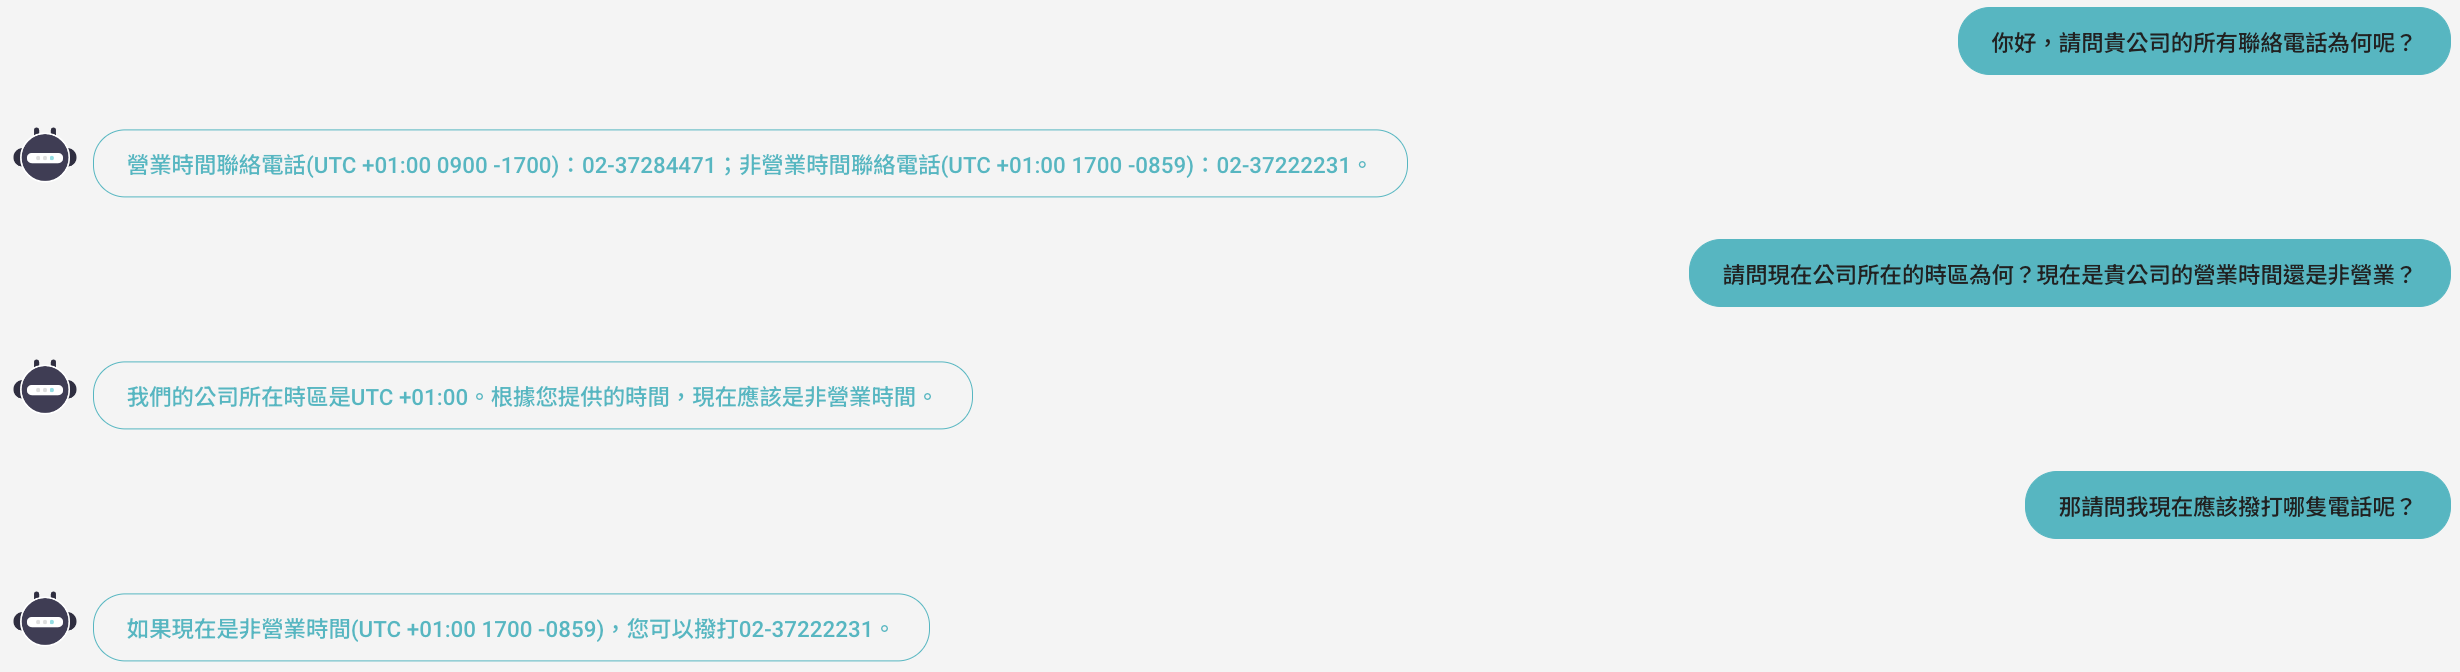 你好，請問貴公司的所有聯絡電話為何呢？
營業時間聯絡電話(UTC +01:00 0900 -1700)：02-37284471；非營業時間聯絡電話(UTC +01:00 1700 -0859)：02-37222231。
請問現在公司所在的時區為何？現在是貴公司的營業時間還是非營業？
我們的公司所在時區是UTC +01:00。根據您提供的時間，現在應該是非營業時間。
那請問我現在應該撥打哪隻電話呢？
如果現在是非營業時間(UTC +01:00 1700 -0859)，您可以撥打02-37222231。